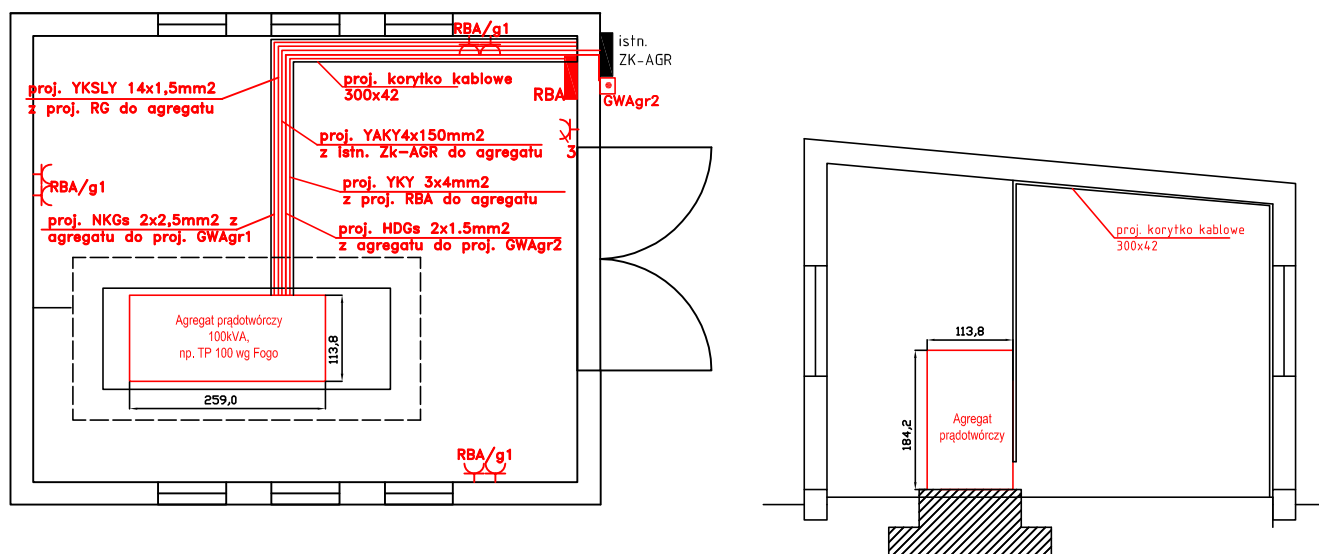 RBA/g1
istn.
ZK-AGR
proj. YKSLY 14x1,5mm2
z proj. RG do agregatu
proj. korytko kablowe
300x42
RBA
GWAgr2
proj. YAKY4x150mm2
z istn. Zk-AGR do agregatu
3
RBA/g1
proj. YKY 3x4mm2
z proj. RBA do agregatu
proj. NKGs 2x2,5mm2 z
agregatu do proj. GWAgr1
proj. HDGs 2x1.5mm2
z agregatu do proj. GWAgr2
Agregat prądotwórczy
100kVA,
np. TP 100 wg Fogo
113,8
259,0
RBA/g1
proj. korytko kablowe
300x42
113,8
184,2
Agregat
prądotwórczy